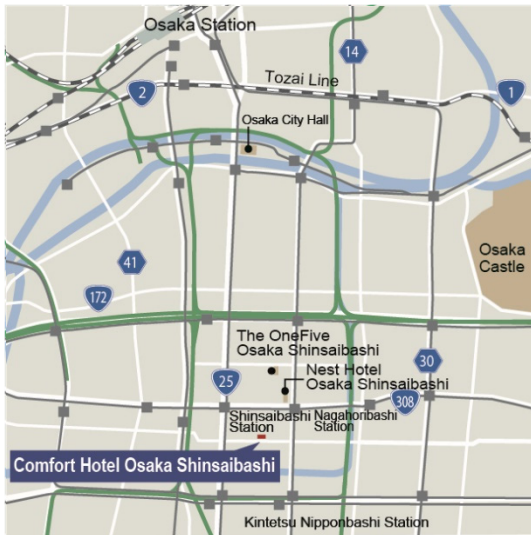 Osaka Station
14
Tozai Line
2
1
Osaka City Hall
Osaka
Castle
41
172
The OneFive
Osaka Shinsaibashi
30
Nest Hotel
Osaka Shinsaibashi
25
308
Shinsaibashi
Station
Nagahoribashi
Station
Comfort Hotel Osaka Shinsaibashi
Kintetsu Nipponbashi Station